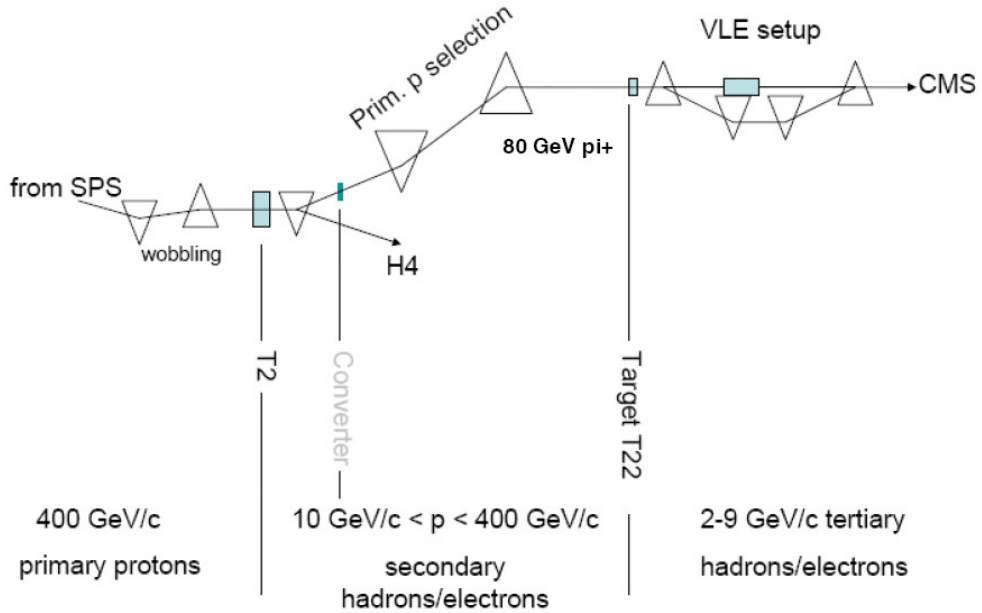 VLE setup
Prim. p selection
CMS
80 GeV pi+
from SPS
wobbling
H4
T2
Converter
Target T22
400 GeV/c
primary protons
10 GeV/c < p < 400 GeV/c
secondary
hadrons/electrons
2-9 GeV/c tertiary
hadrons/electrons